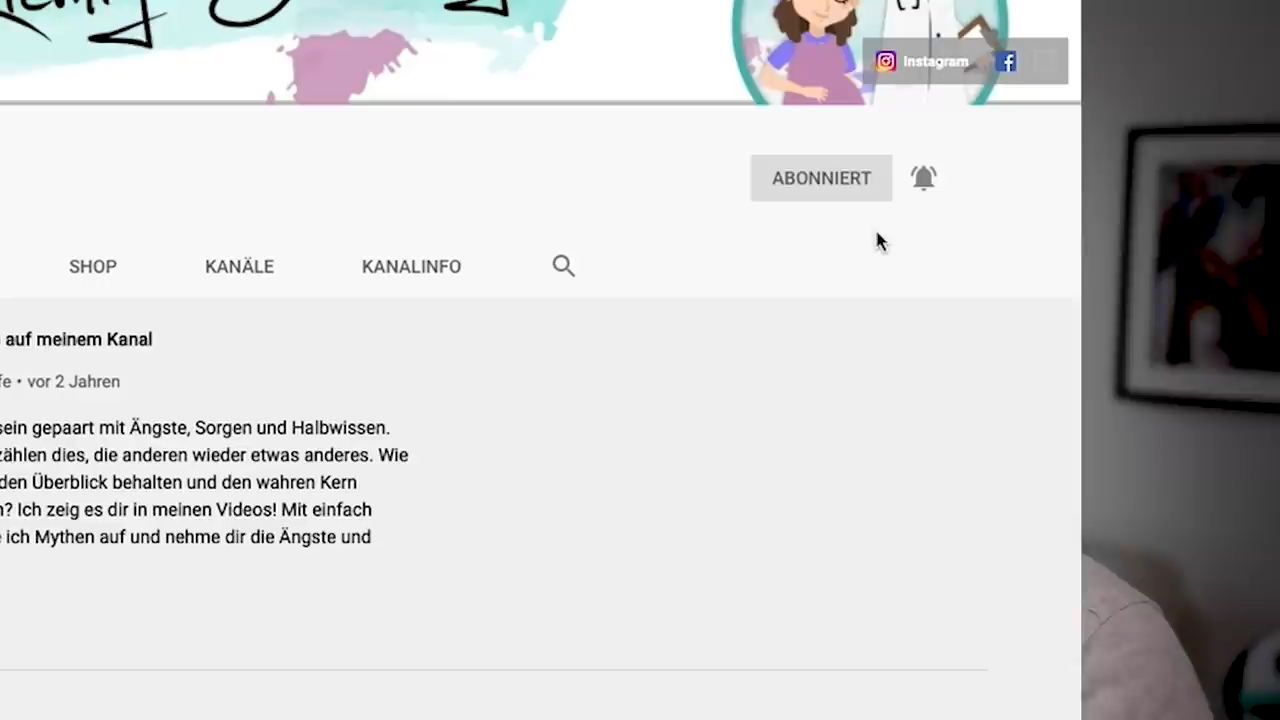 Instagram
ABONNIERT
SHOP KANÄLE KANALINFO
auf meinem Kanal
fe • vor 2 Jahren
sein gepaart mit Ängste, Sorgen und Halbwissen.
zählen dies, die anderen wieder etwas anderes. Wie
den Überblick behalten und den wahren Kern
? Ich zeig es dir in meinen Videos! Mit einfach
ich Mythen auf und nehme dir die Ängste und